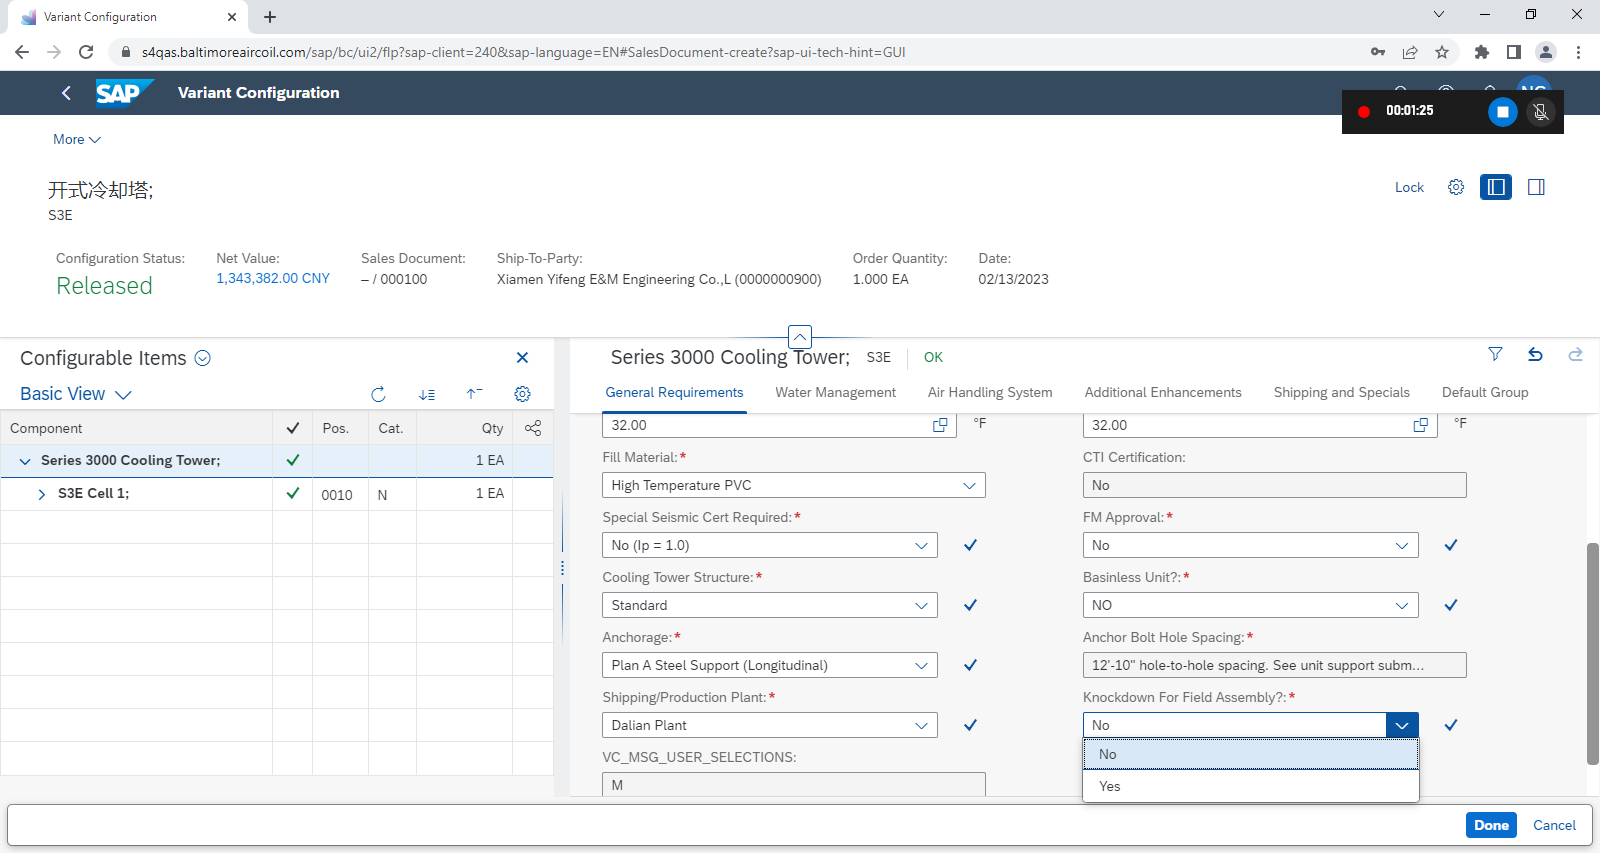 Variant Configuration
s4qas.baltimoreaircoil.com/sap/bc/ui2/flp?sap-client=240&sap-language=EN#SalesDocument-create?sap-ui-tech-hint=GUI
SAP Variant Configuration
00:01:25
More
开式冷却塔;
S3E
Lock
Configuration Status: Net Value: Sales Document: Ship-To-Party: Order Quantity: Date:
Released 1,343,382.00 CNY – / 000100 Xiamen Yifeng E&M Engineering Co.,L (0000000900) 1.000 EA 02/13/2023
Configurable Items
Basic View
Component Pos. Cat. Qty
Series 3000 Cooling Tower; 1 EA
S3E Cell 1; 0010 N 1 EA
Series 3000 Cooling Tower; S3E OK
General Requirements Water Management Air Handling System Additional Enhancements Shipping and Specials Default Group
32.00 °F 32.00 °F
Fill Material:* CTI Certification:
High Temperature PVC No
Special Seismic Cert Required:* FM Approval:*
No (Ip = 1.0) No
Cooling Tower Structure:* Basinless Unit?:*
Standard NO
Anchorage:* Anchor Bolt Hole Spacing:*
Plan A Steel Support (Longitudinal) 12'-10" hole-to-hole spacing. See unit support subm...
Shipping/Production Plant:* Knockdown For Field Assembly?:*
Dalian Plant No
VC_MSG_USER_SELECTIONS: No
M Yes
Done Cancel